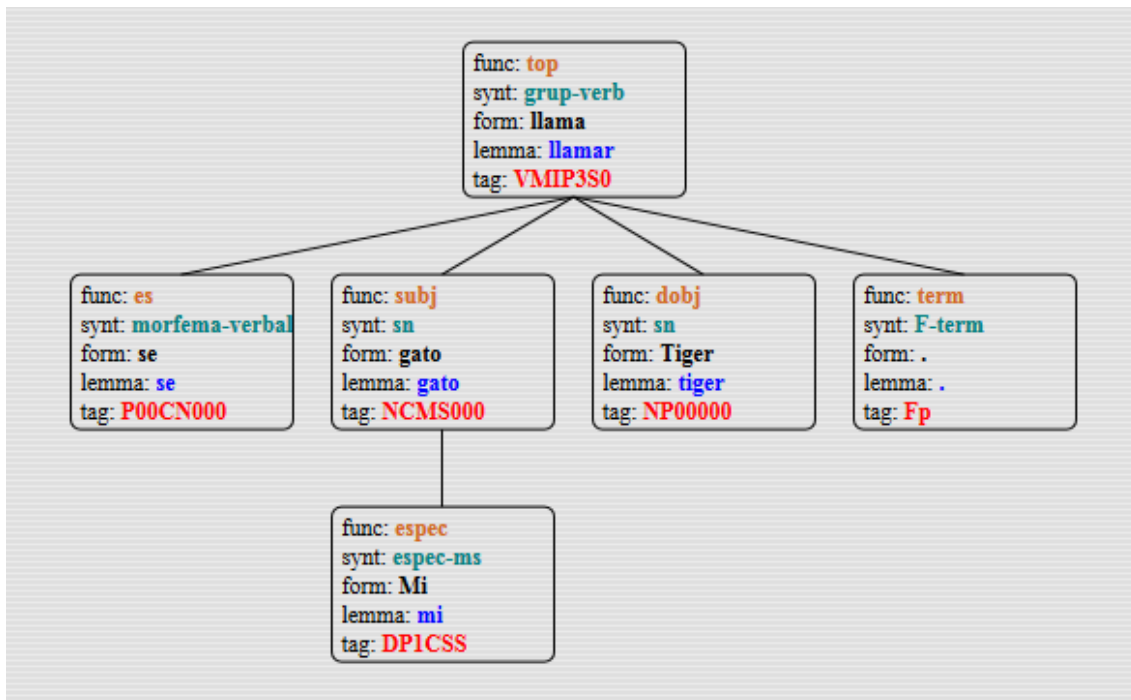 func: top
synt: grup-verb
form: llama
lemma: llamar
tag: VMIP3S0
func: es
synt: morfema-verbal
form: se
lemma: se
tag: P00CN000
func: subj
synt: sn
form: gato
lemma: gato
tag: NCMS000
func: dobj
synt: sn
form: Tiger
lemma: tiger
tag: NP00000
func: term
synt: F-term
form: .
lemma: .
tag: Fp
func: espec
synt: espec-ms
form: Mi
lemma: mi
tag: DP1CSS